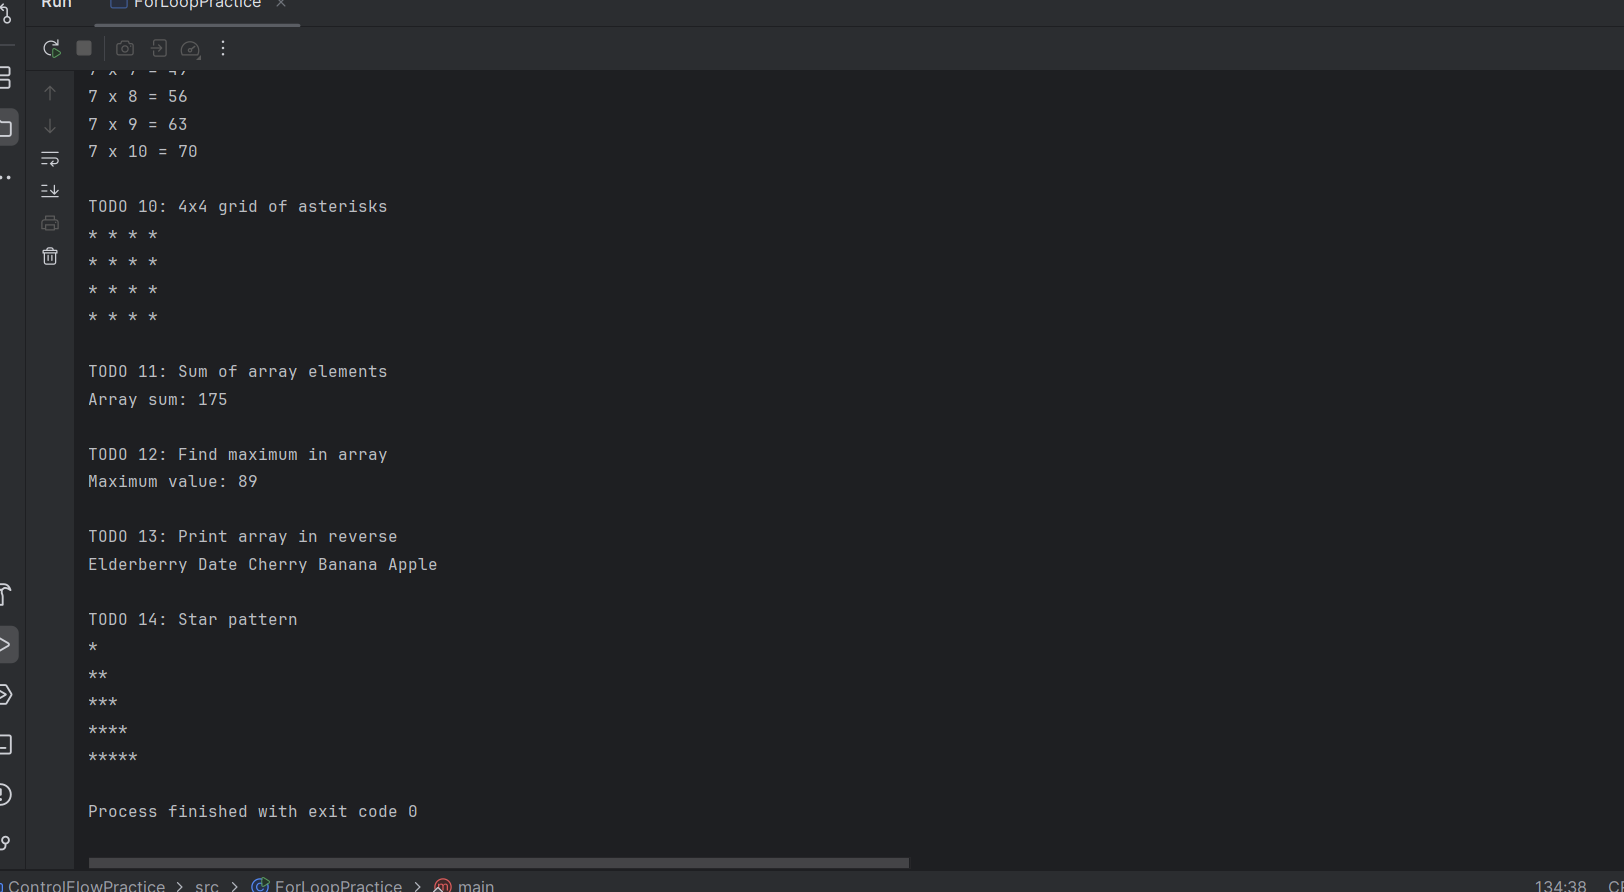 Run ForLoopPractice
7 x 7 = 49
7 x 8 = 56
7 x 9 = 63
7 x 10 = 70
TODO 10: 4x4 grid of asterisks
* * * *
* * * *
* * * *
* * * *
TODO 11: Sum of array elements
Array sum: 175
TODO 12: Find maximum in array
Maximum value: 89
TODO 13: Print array in reverse
Elderberry Date Cherry Banana Apple
TODO 14: Star pattern
*
**
***
****
*****
Process finished with exit code 0
ControlFlowPractice > src > ForLoopPractice > main 134:38